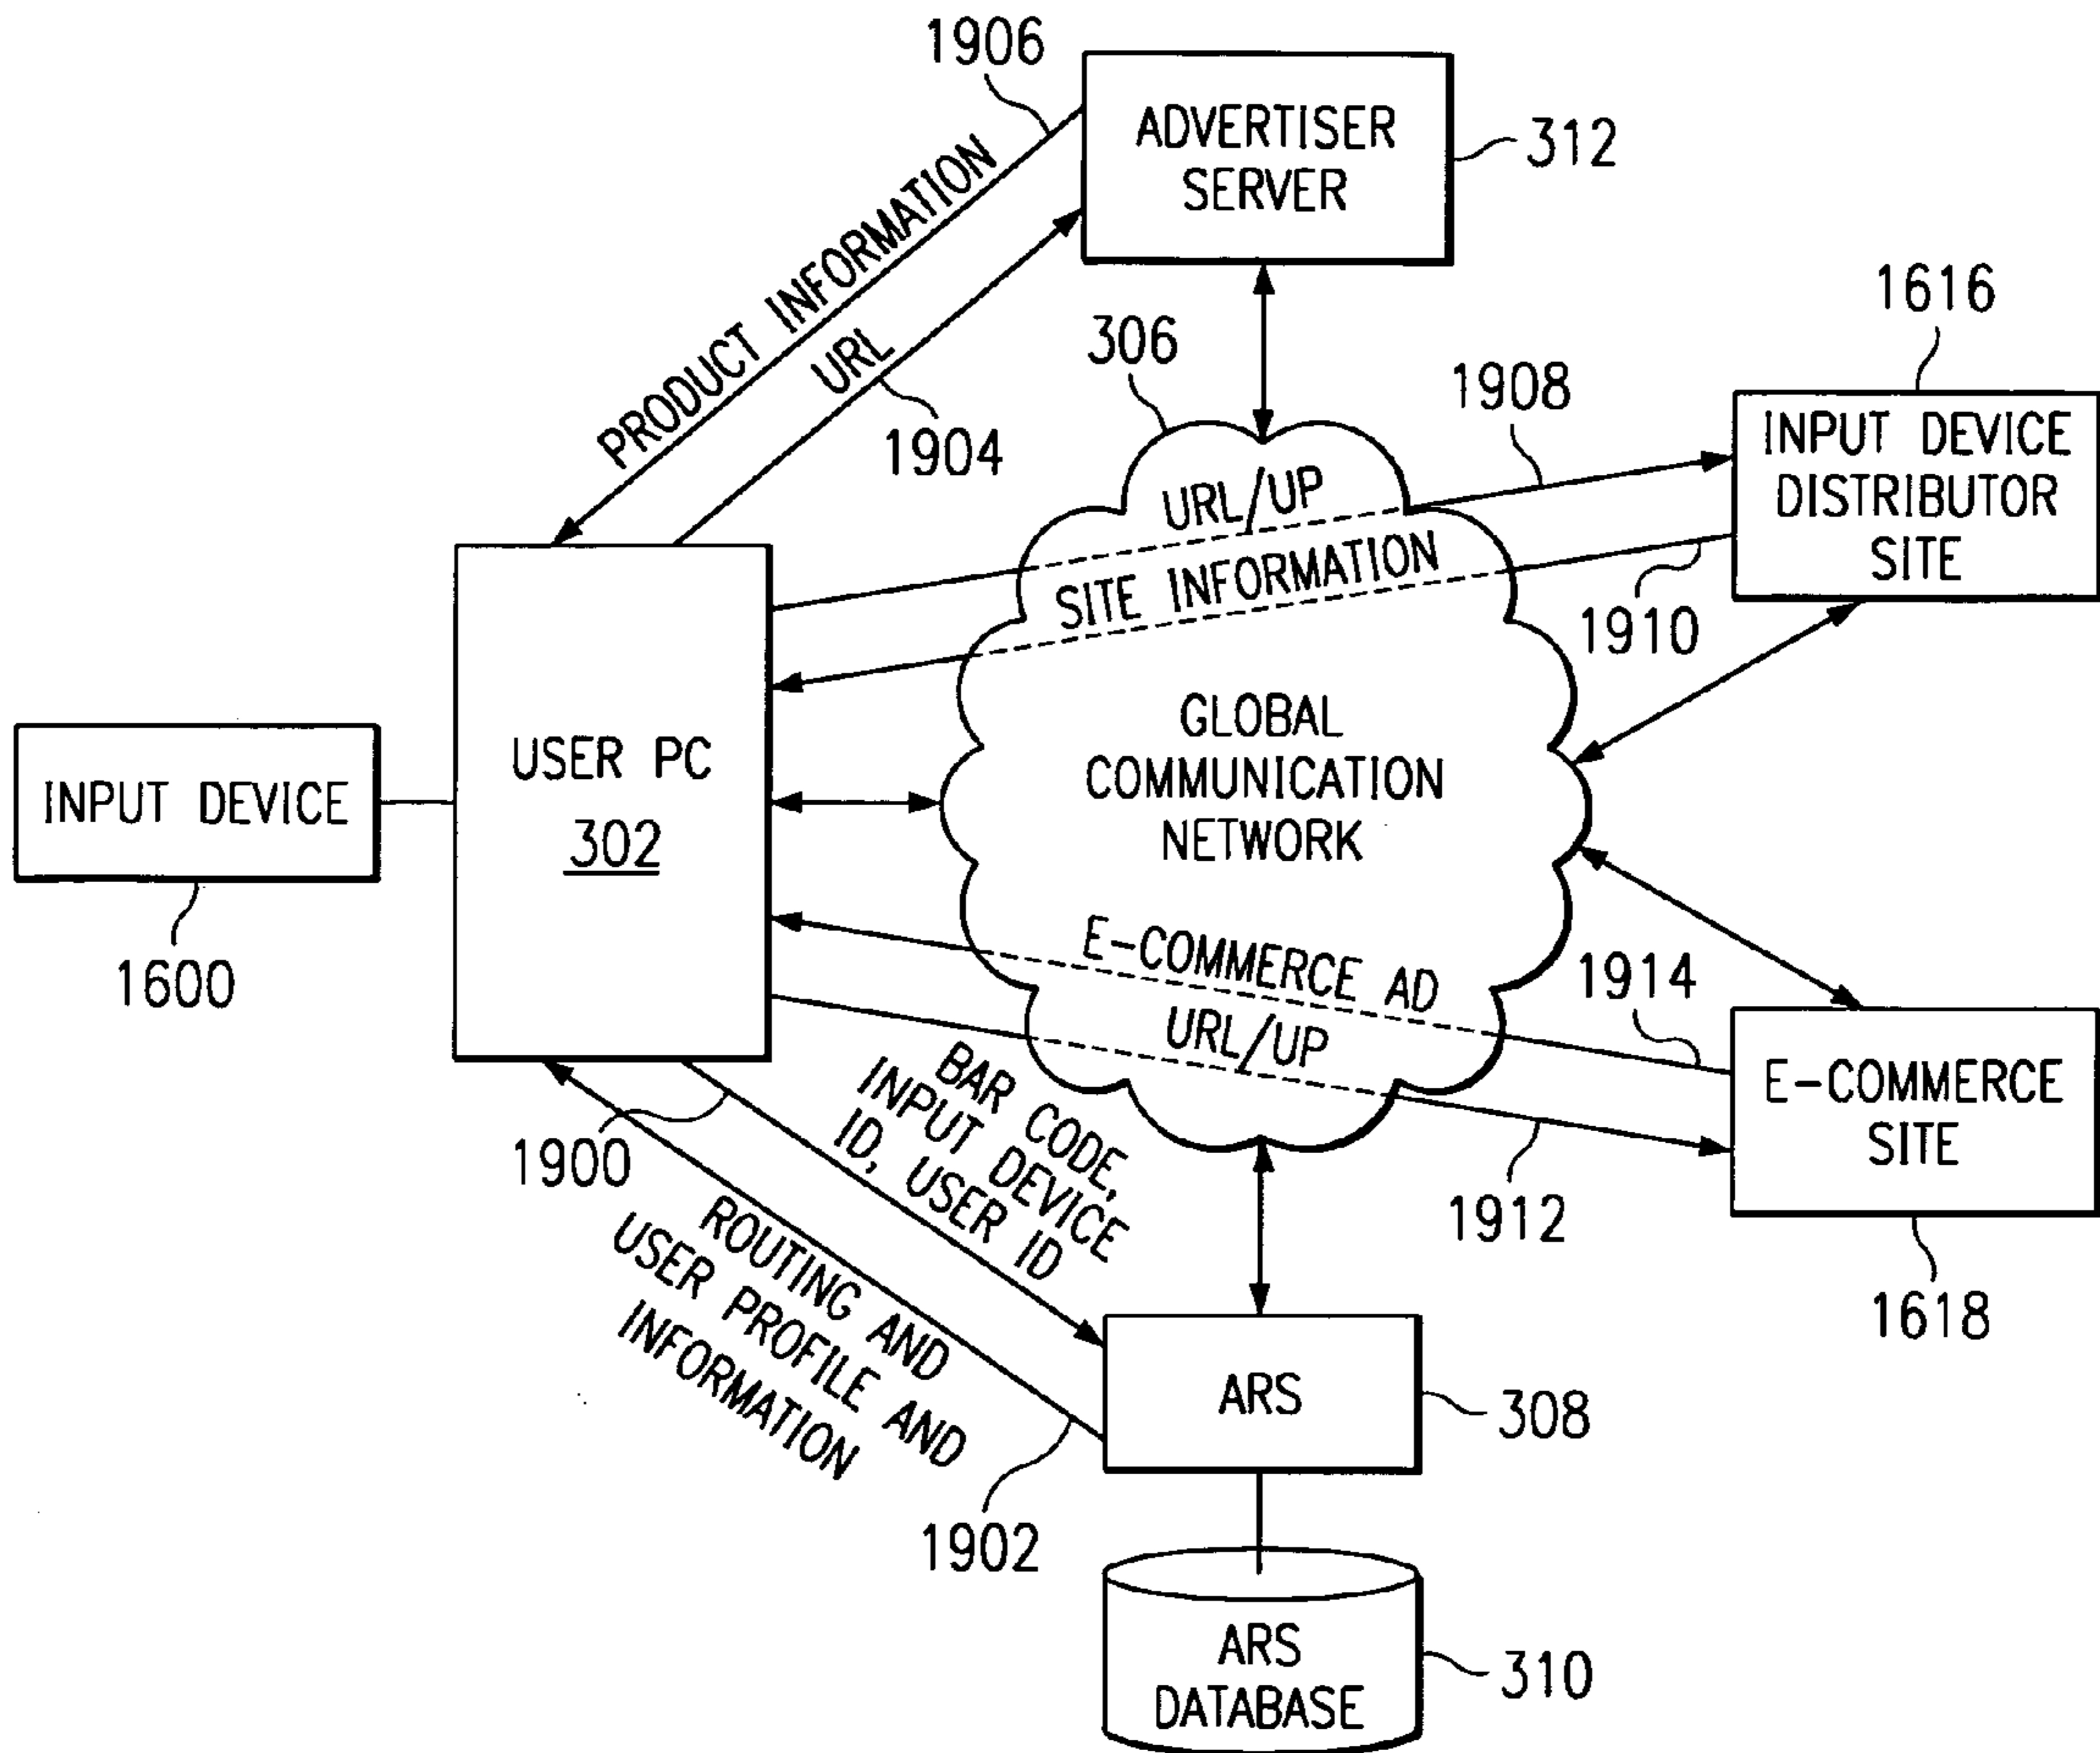 1906
ADVERTISER
SERVER
312
PRODUCT INFORMATION
URL
1904
306
1908
1616
INPUT DEVICE
DISTRIBUTOR
SITE
URL/UP
SITE INFORMATION
1910
INPUT DEVICE
1600
USER PC
302
GLOBAL
COMMUNICATION
NETWORK
E-COMMERCE AD
URL/UP
1914
E-COMMERCE
SITE
1912
1618
1900
BAR CODE,
INPUT DEVICE
ID, USER ID
ROUTING AND
USER PROFILE AND
INFORMATION
1902
ARS
308
ARS
DATABASE
310